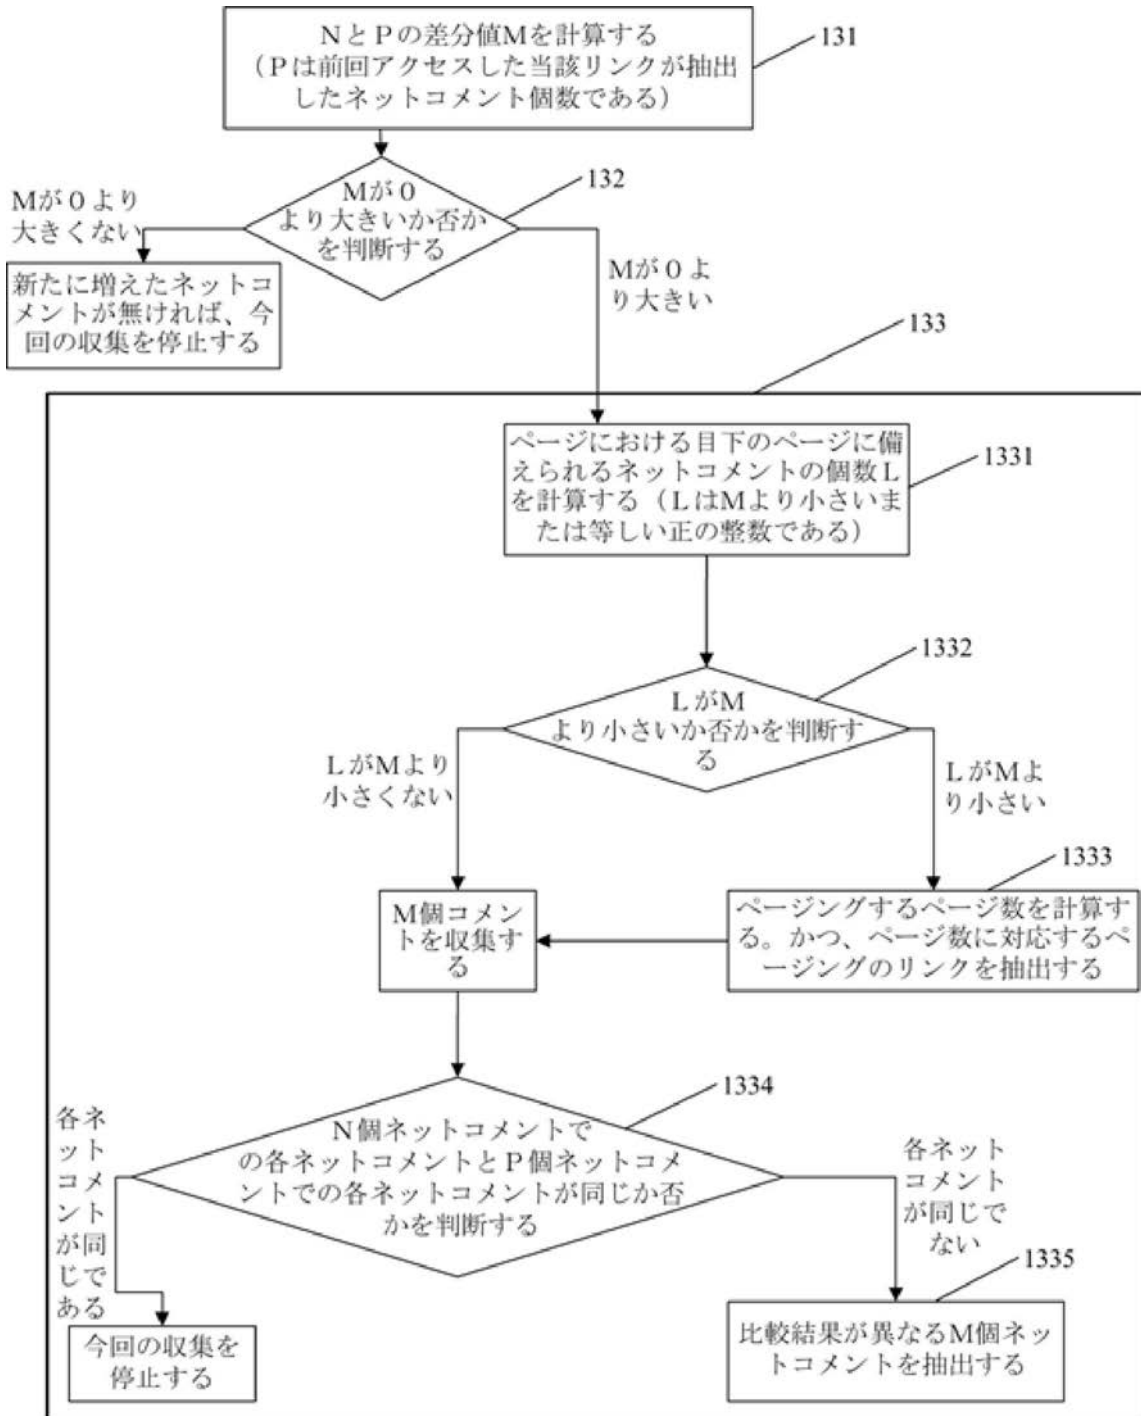 NとPの差分値Mを計算する
(Pは前回アクセスした当該リンクが抽出
したネットコメント個数である)
131
Mが0
より大きいか否か
を判断する
132
Mが0より
大きくない
新たに増えたネットコ
メントが無ければ、今
回の収集を停止する
Mが0よ
り大きい
133
ページにおける目下のページに備
えられるネットコメントの個数L
を計算する(LはMより小さいま
たは等しい正の整数である)
1331
LがM
より小さいか否かを判断す
る
1332
LがMより
小さくない
LがMよ
り小さい
1333
M個コメン
トを収集す
る
ページングするページ数を計算す
る。かつ、ページ数に対応するペ
ージングのリンクを抽出する
1334
N個ネットコメントで
の各ネットコメントとP個ネットコメ
ントでの各ネットコメントが同じか否
かを判断する
各ネ
ット
コメ
ント
が同
じで
ある
各ネット
コメント
が同じで
ない
1335
今回の収集を
停止する
比較結果が異なるM個ネッ
トコメントを抽出する